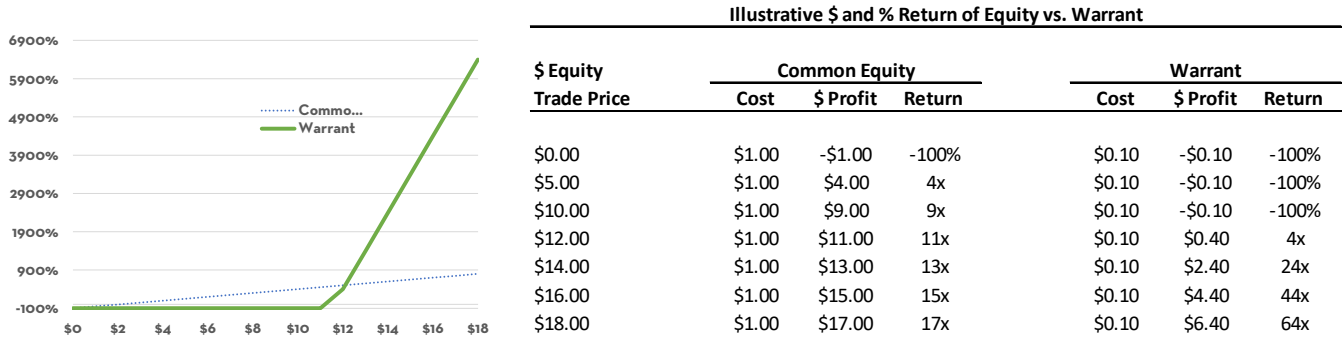 6900%
5900%
4900%
3900%
2900%
1900%
900%
-100%
Commo...
Warrant
$0 $2 $4 $6 $8 $10 $12 $14 $16 $18
Illustrative $ and % Return of Equity vs. Warrant
$ Equity Common Equity Warrant
Trade Price Cost $ Profit Return Cost $ Profit Return
$0.00 $1.00 -$1.00 -100% $0.10 -$0.10 -100%
$5.00 $1.00 $4.00 4x $0.10 -$0.10 -100%
$10.00 $1.00 $9.00 9x $0.10 -$0.10 -100%
$12.00 $1.00 $11.00 11x $0.10 $0.40 4x
$14.00 $1.00 $13.00 13x $0.10 $2.40 24x
$16.00 $1.00 $15.00 15x $0.10 $4.40 44x
$18.00 $1.00 $17.00 17x $0.10 $6.40 64x